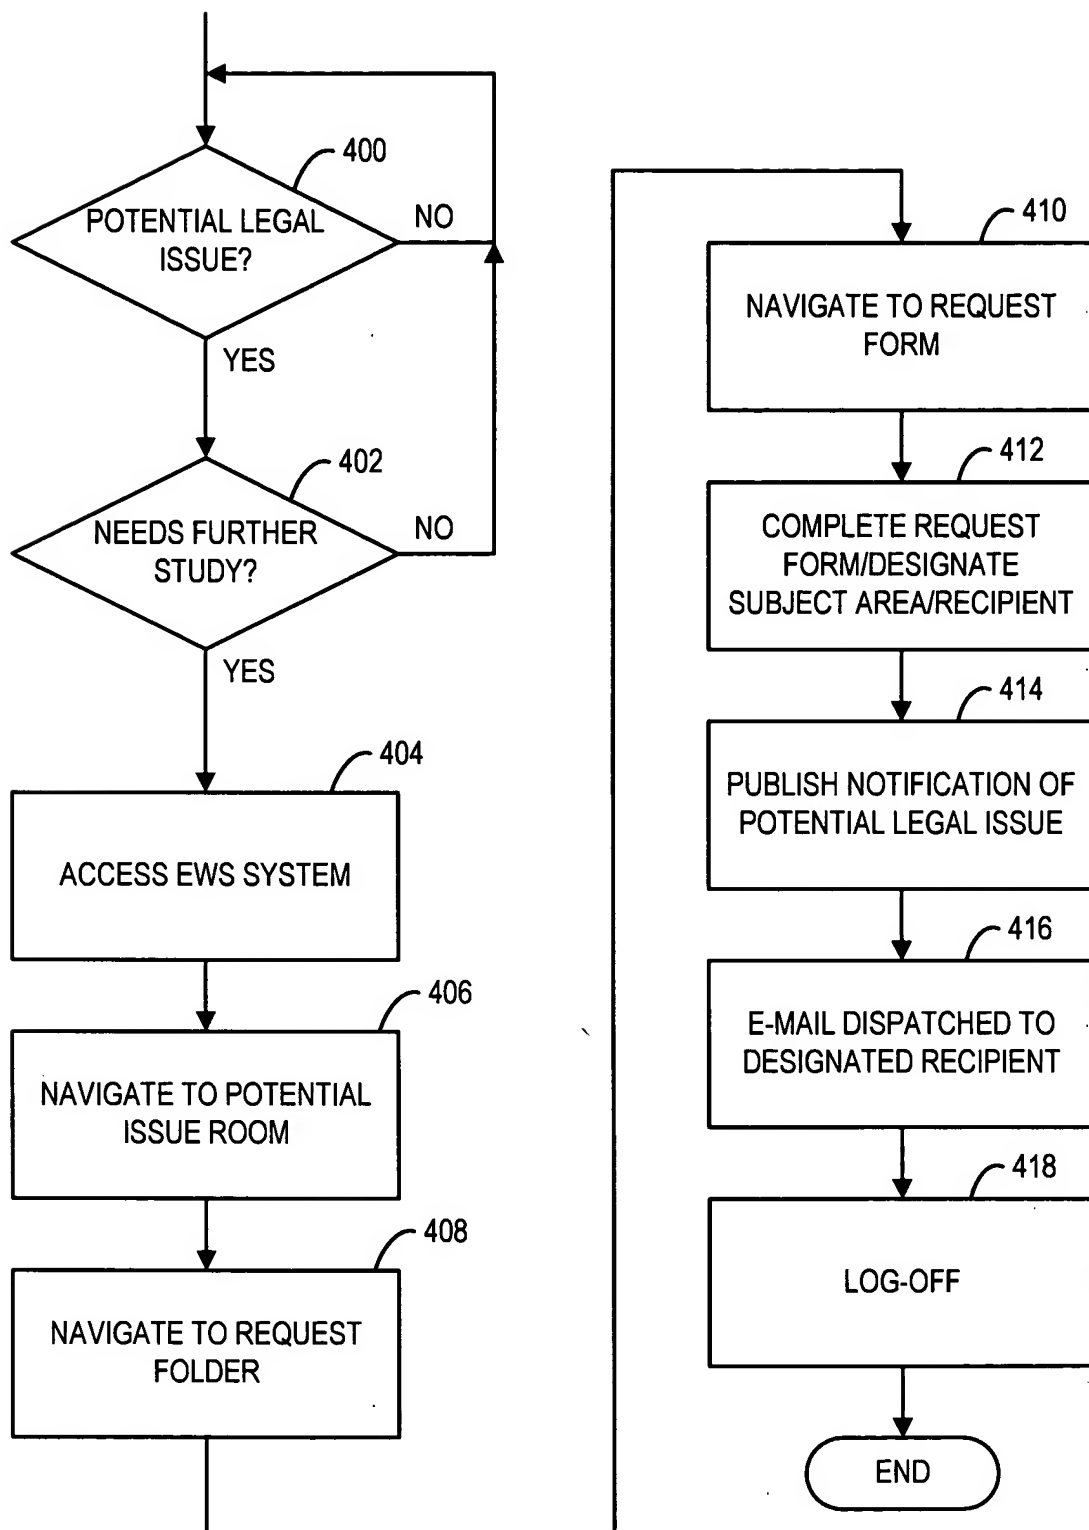 400
POTENTIAL LEGAL
ISSUE?
NO
YES
402
NEEDS FURTHER
STUDY?
NO
YES
404
ACCESS EWS SYSTEM
406
NAVIGATE TO POTENTIAL
ISSUE ROOM
408
NAVIGATE TO REQUEST
FOLDER
410
NAVIGATE TO REQUEST
FORM
412
COMPLETE REQUEST
FORM/DESIGNATE
SUBJECT AREA/RECIPIENT
414
PUBLISH NOTIFICATION OF
POTENTIAL LEGAL ISSUE
416
E-MAIL DISPATCHED TO
DESIGNATED RECIPIENT
418
LOG-OFF
END